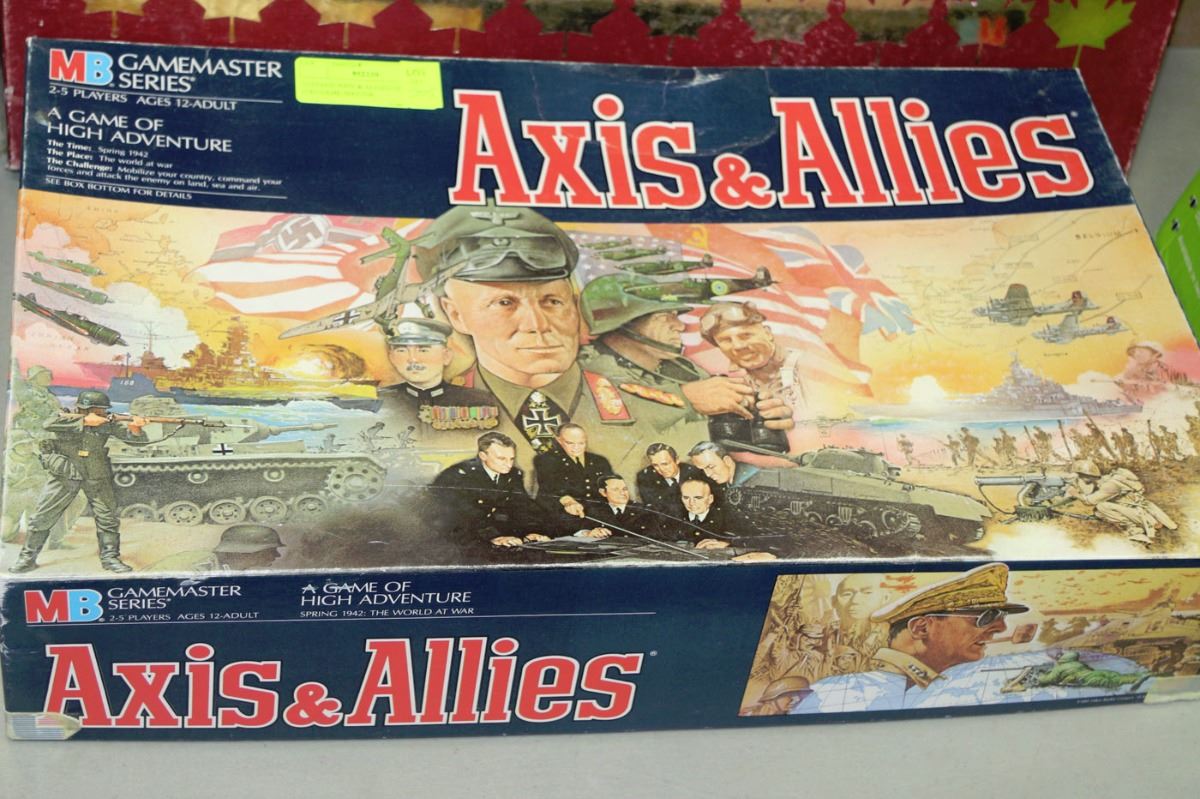 MB GAMEMASTER
SERIES®
2-5 PLAYERS AGES 12-ADULT
A GAME OF
HIGH ADVENTURE
The Time: Spring 1942
The Place: The world at war
The Challenge: Mobilize your country, command your
forces and attack the enemy on land, sea and air.
SEE BOX BOTTOM FOR DETAILS
Axis & Allies®
BELGIUM
168
MB GAMEMASTER
SERIES®
2-5 PLAYERS AGES 12-ADULT
A GAME OF
HIGH ADVENTURE
SPRING 1942: THE WORLD AT WAR
Axis & Allies®